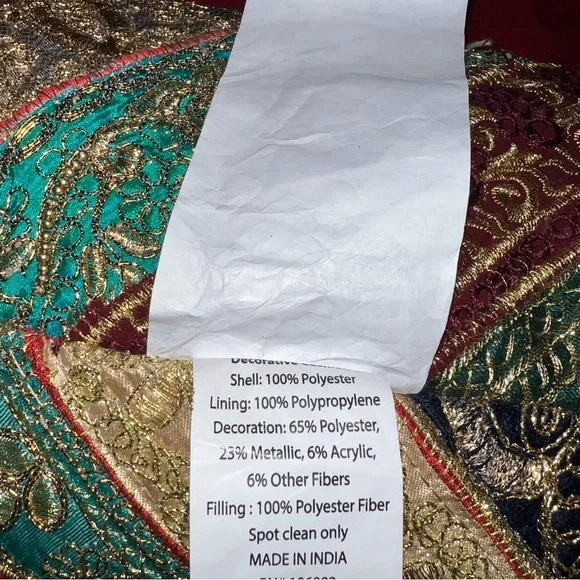 Decorative
Shell: 100% Polyester
Lining: 100% Polypropylene
Decoration: 65% Polyester,
23% Metallic, 6% Acrylic,
6% Other Fibers
Filling : 100% Polyester Fiber
Spot clean only
MADE IN INDIA